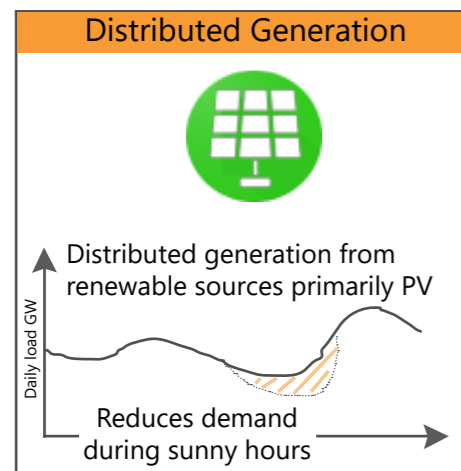 Distributed Generation
Distributed generation from
renewable sources primarily PV
Daily load GW
Reduces demand
during sunny hours